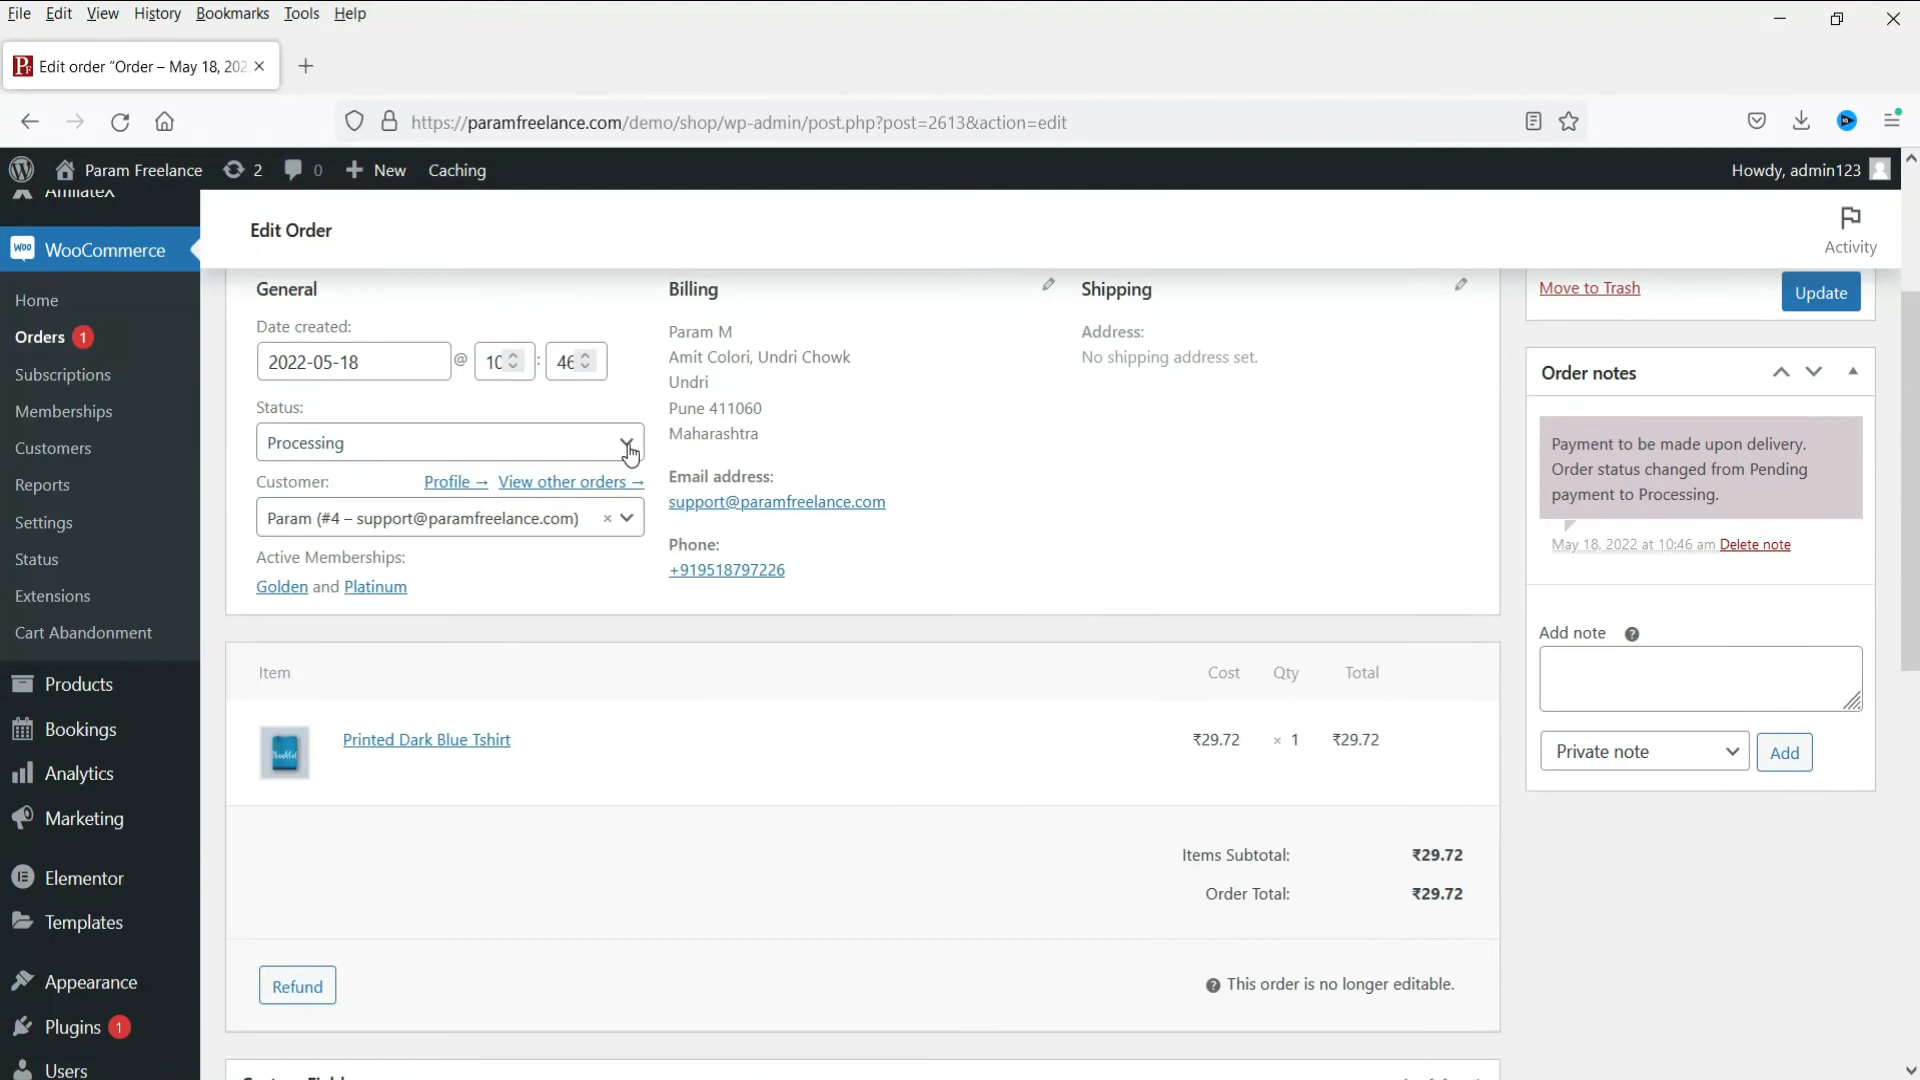 File Edit View History Bookmarks Tools Help
Edit order “Order – May 18, 202
https://paramfreelance.com/demo/shop/wp-admin/post.php?post=2613&action=edit
Param Freelance 2 0 New Caching Howdy, admin123
AffiliateX
WooCommerce
Home
Orders 1
Subscriptions
Memberships
Customers
Reports
Settings
Status
Extensions
Cart Abandonment
Products
Bookings
Analytics
Marketing
Elementor
Templates
Appearance
Plugins 1
Users
Edit Order
Activity
General
Date created:
2022-05-18 @ 10 : 46
Status:
Processing
Customer: Profile → View other orders →
Param (#4 – support@paramfreelance.com) ×
Active Memberships:
Golden and Platinum
Billing
Param M
Amit Colori, Undri Chowk
Undri
Pune 411060
Maharashtra
Email address:
support@paramfreelance.com
Phone:
+919518797226
Shipping
Address:
No shipping address set.
Item Cost Qty Total
Printed Dark Blue Tshirt ₹29.72 × 1 ₹29.72
Items Subtotal: ₹29.72
Order Total: ₹29.72
Refund This order is no longer editable.
Move to Trash Update
Order notes
Payment to be made upon delivery.
Order status changed from Pending
payment to Processing.
May 18, 2022 at 10:46 am Delete note
Add note
Private note Add